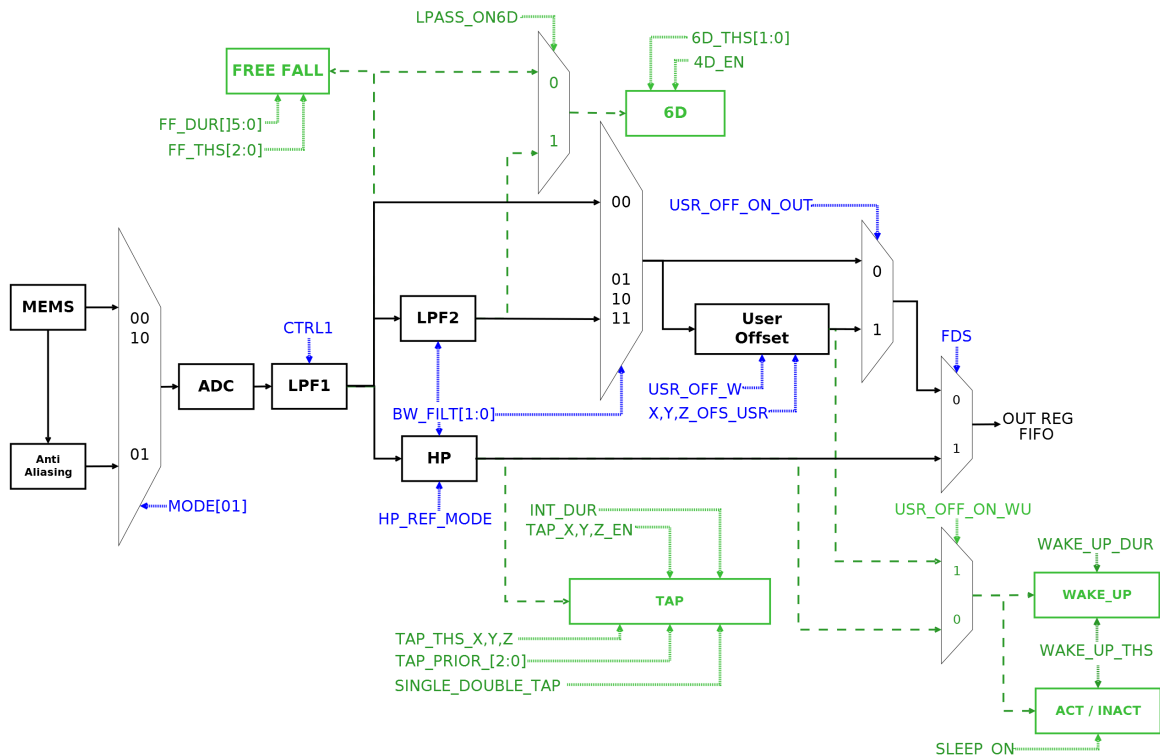 LPASS_ON6D
6D_THS[1:0]
4D_EN
FREE FALL
0
6D
FF_DUR[]5:0]
1
FF_THS[2:0]
00
USR_OFF_ON_OUT
0
01
10
11
MEMS
00
10
LPF2
User
Offset
1
CTRL1
FDS
ADC
LPF1
USR_OFF_W
0
BW_FILT[1:0]
X,Y,Z_OFS_USR
OUT REG
FIFO
Anti
Aliasing
01
HP
1
MODE[01]
HP_REF_MODE
INT_DUR
USR_OFF_ON_WU
TAP_X,Y,Z_EN
WAKE_UP_DUR
1
TAP
WAKE_UP
0
TAP_THS_X,Y,Z
WAKE_UP_THS
TAP_PRIOR_[2:0]
SINGLE_DOUBLE_TAP
ACT / INACT
SLEEP_ON